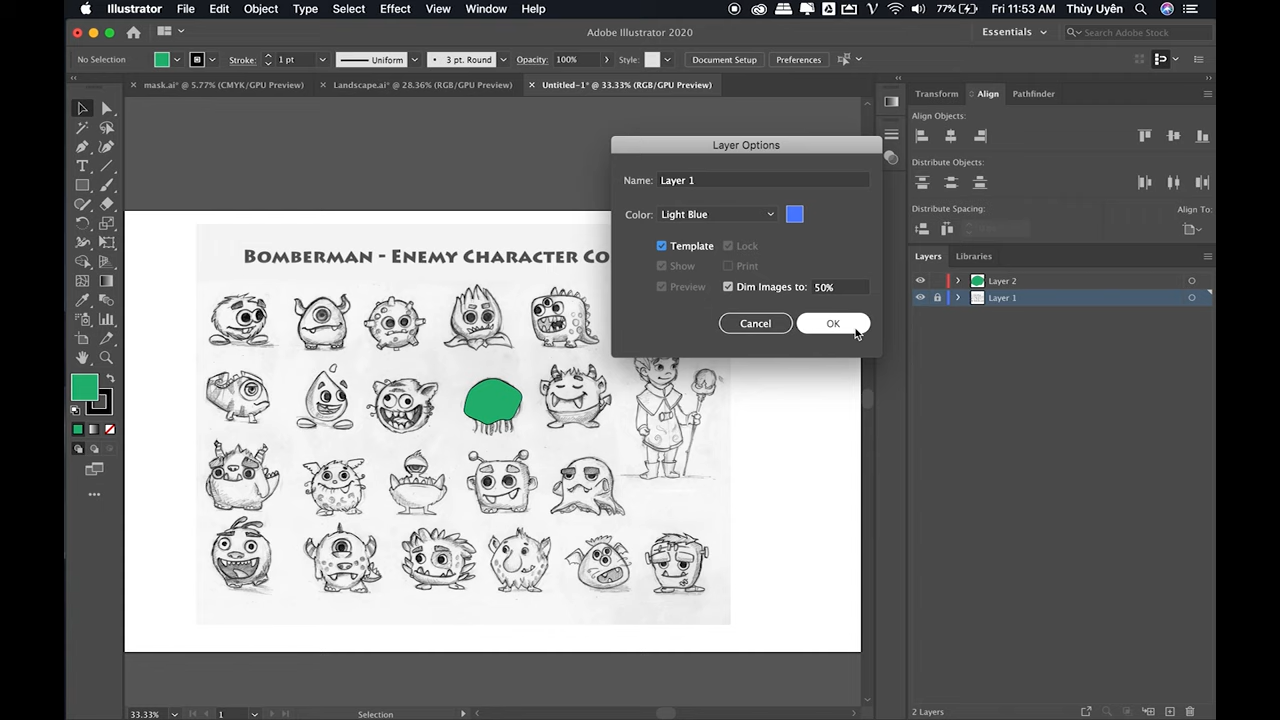 Illustrator File Edit Object Type Select Effect View Window Help 77% Fri 11:53 AM Thùy Uyên
Adobe Illustrator 2020 Essentials Search Adobe Stock
No Selection Stroke: 1 pt Uniform 3 pt. Round Opacity: 100% Style: Document Setup Preferences
mask.ai* @ 5.77% (CMYK/GPU Preview) Landscape.ai* @ 28.36% (RGB/GPU Preview) Untitled-1* @ 33.33% (RGB/GPU Preview)
Transform Align Pathfinder
Align Objects:
Distribute Objects:
Distribute Spacing: Align To:
Layers Libraries
Layer 2
Layer 1
Layer Options
Name: Layer 1
Color: Light Blue
Template Lock
Show Print
Preview Dim Images to: 50%
Cancel OK
Bomberman - Enemy Character Co
33.33% 1 Selection 2 Layers